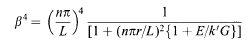 β⁴ = (nπ/L)⁴ 1/[1 + (nπr/L)²{1 + E/k′G}]